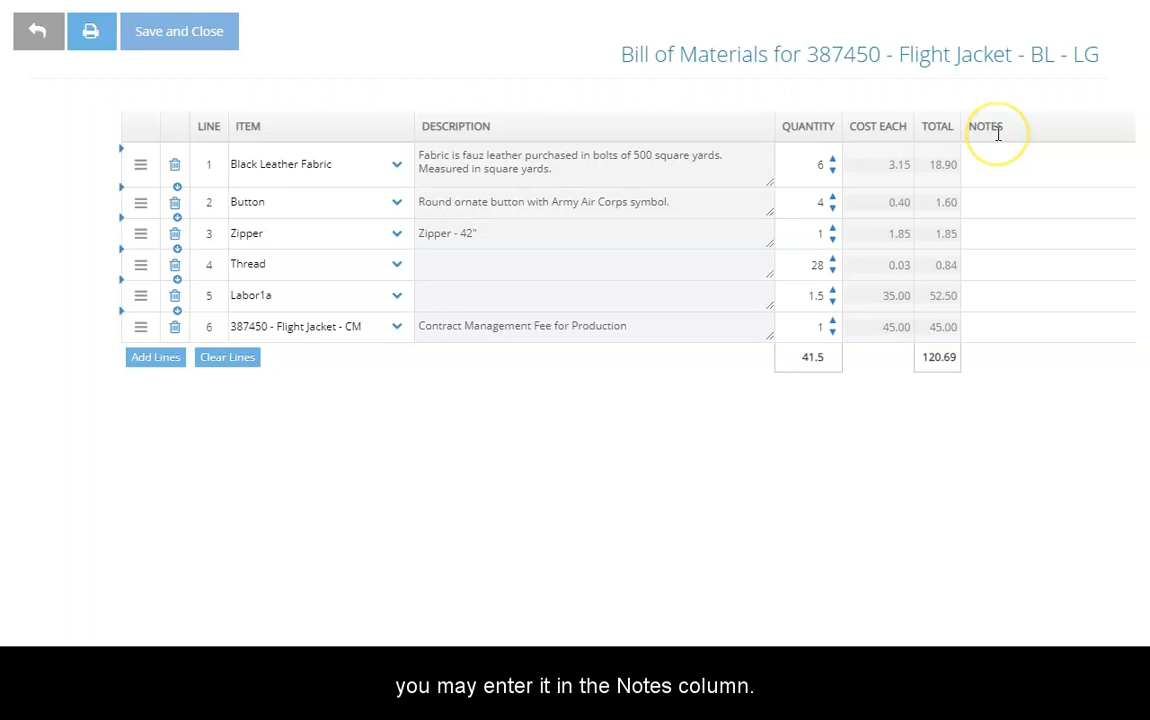 Save and Close
Bill of Materials for 387450 - Flight Jacket - BL - LG
LINE ITEM DESCRIPTION QUANTITY COST EACH TOTAL NOTES
1 Black Leather Fabric Fabric is fauz leather purchased in bolts of 500 square yards. 6 3.15 18.90
Measured in square yards.
2 Button Round ornate button with Army Air Corps symbol. 4 0.40 1.60
3 Zipper Zipper - 42" 1 1.85 1.85
4 Thread 28 0.03 0.84
5 Labor1a 1.5 35.00 52.50
6 387450 - Flight Jacket - CM Contract Management Fee for Production 1 45.00 45.00
Add Lines Clear Lines 41.5 120.69
you may enter it in the Notes column.